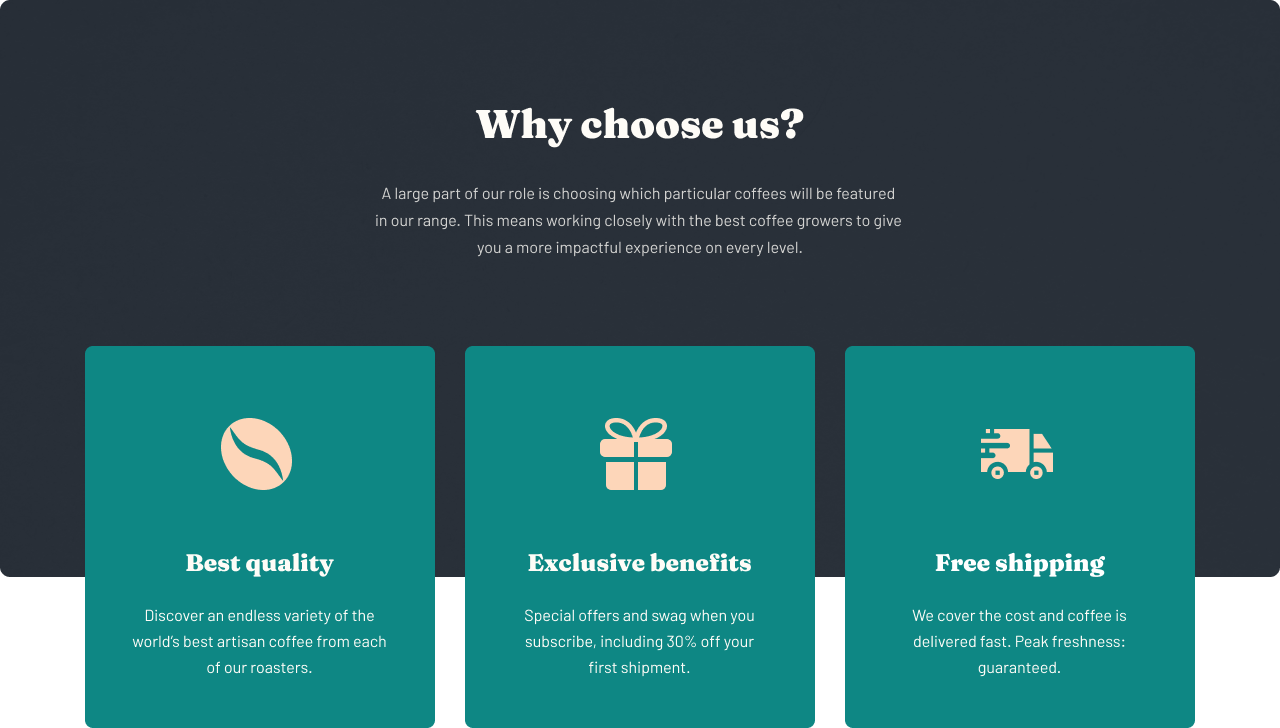 Why choose us?
A large part of our role is choosing which particular coffees will be featured
in our range. This means working closely with the best coffee growers to give
you a more impactful experience on every level.
Best quality
Discover an endless variety of the
world’s best artisan coffee from each
of our roasters.
Exclusive benefits
Special offers and swag when you
subscribe, including 30% off your
first shipment.
Free shipping
We cover the cost and coffee is
delivered fast. Peak freshness:
guaranteed.